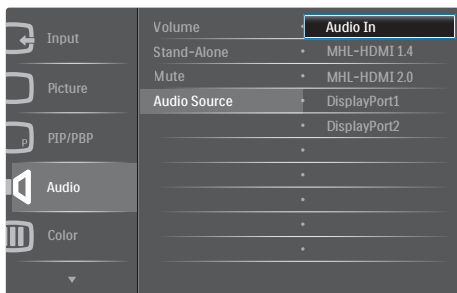 Input
Picture
P
PIP/PBP
Audio
Color
Volume
Stand-Alone
Mute
Audio Source
Audio In
MHL-HDMI 1.4
MHL-HDMI 2.0
DisplayPort1
DisplayPort2